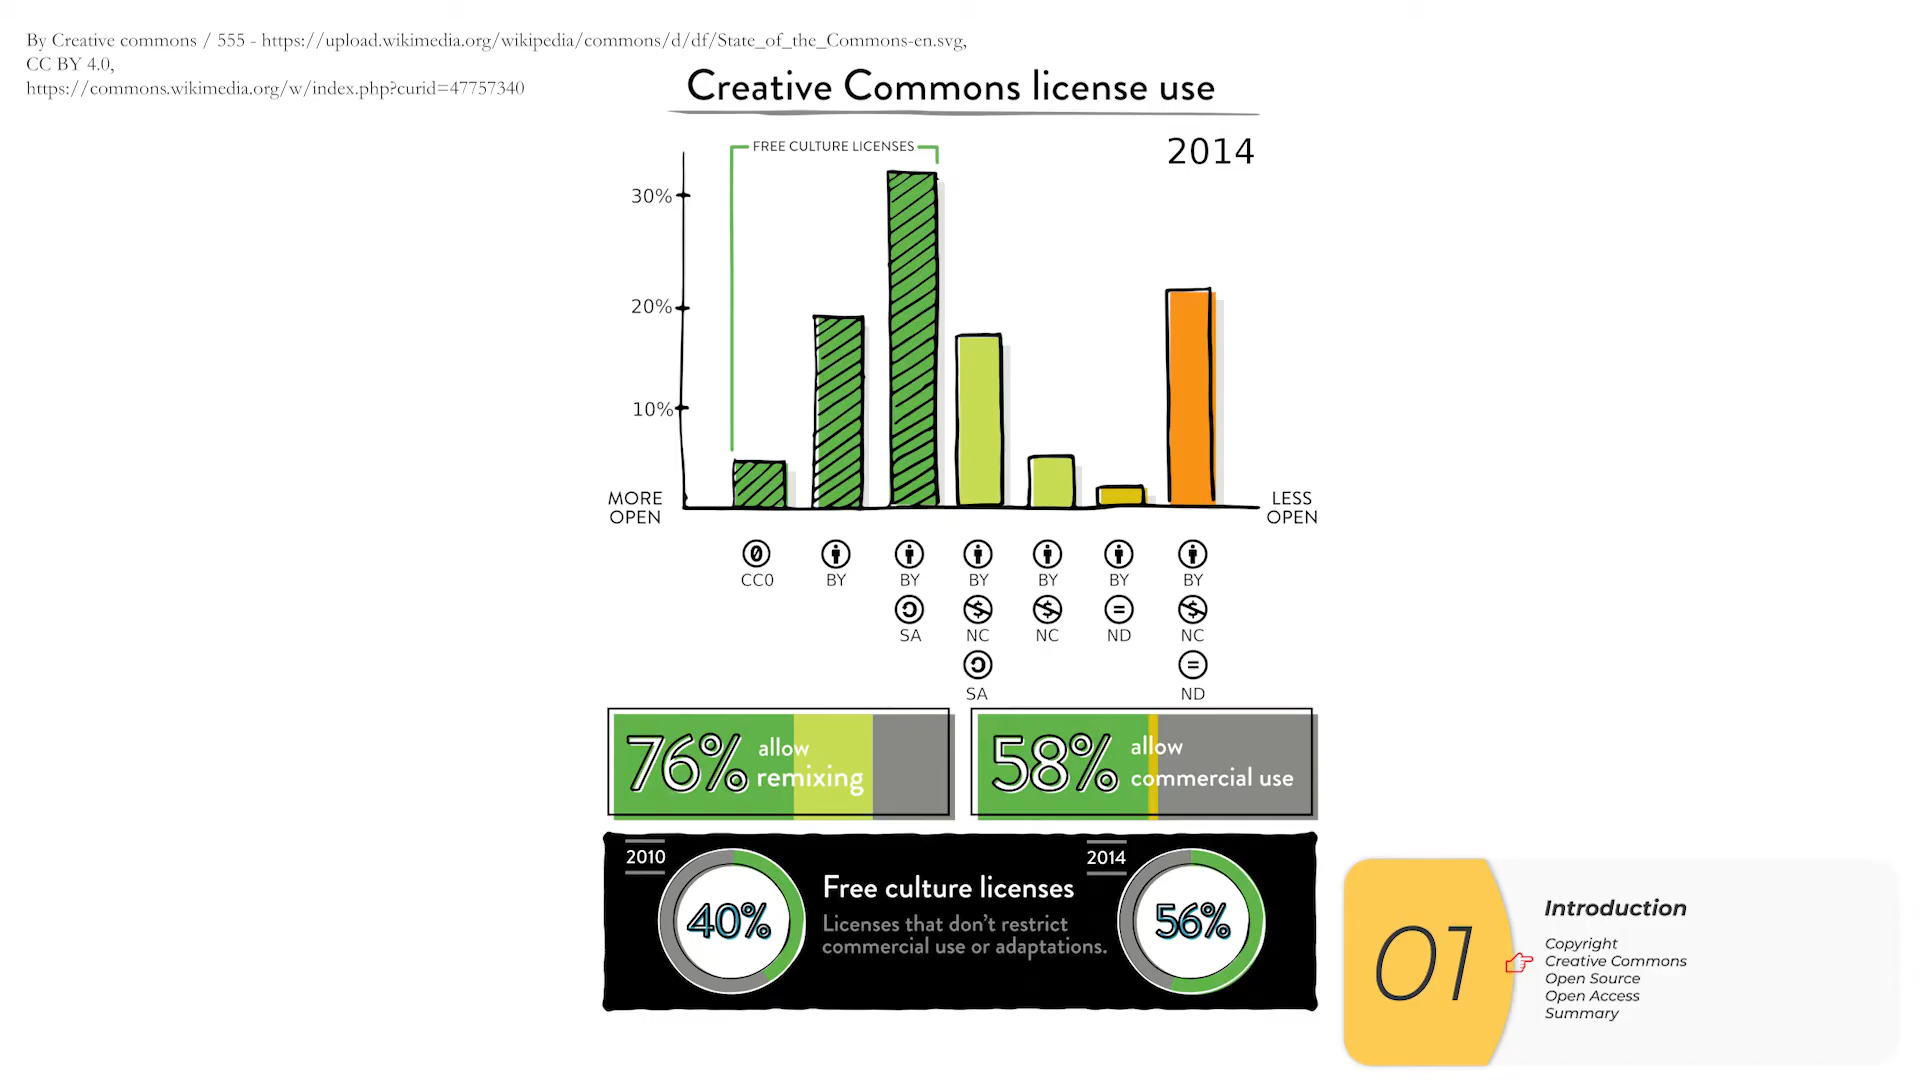 By Creative commons / 555 - https://upload.wikimedia.org/wikipedia/commons/d/df/State_of_the_Commons-en.svg,
CC BY 4.0,
https://commons.wikimedia.org/w/index.php?curid=47757340
Creative Commons license use
FREE CULTURE LICENSES
2014
30%
20%
10%
MORE
OPEN
LESS
OPEN
CC0 BY BY BY BY BY BY
SA NC NC ND NC
SA ND
76% allow
remixing
58% allow
commercial use
2010
40%
Free culture licenses
Licenses that don't restrict
commercial use or adaptations.
2014
56%
01
Introduction
Copyright
Creative Commons
Open Source
Open Access
Summary